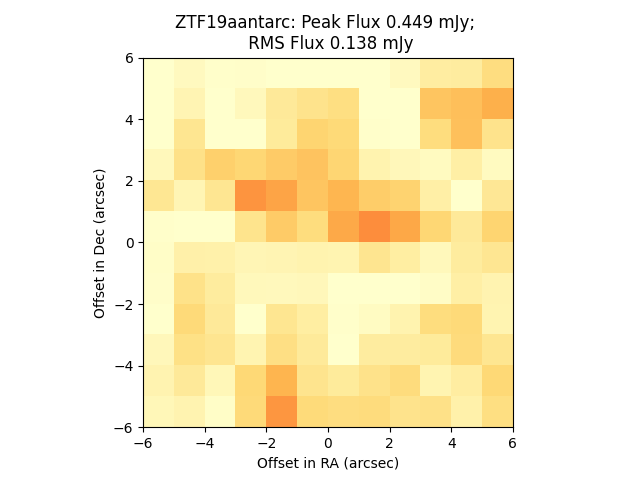 ZTF19aantarc: Peak Flux 0.449 mJy;
RMS Flux 0.138 mJy
6
4
2
0
−2
−4
−6
Offset in Dec (arcsec)
−6 −4 −2 0 2 4 6
Offset in RA (arcsec)